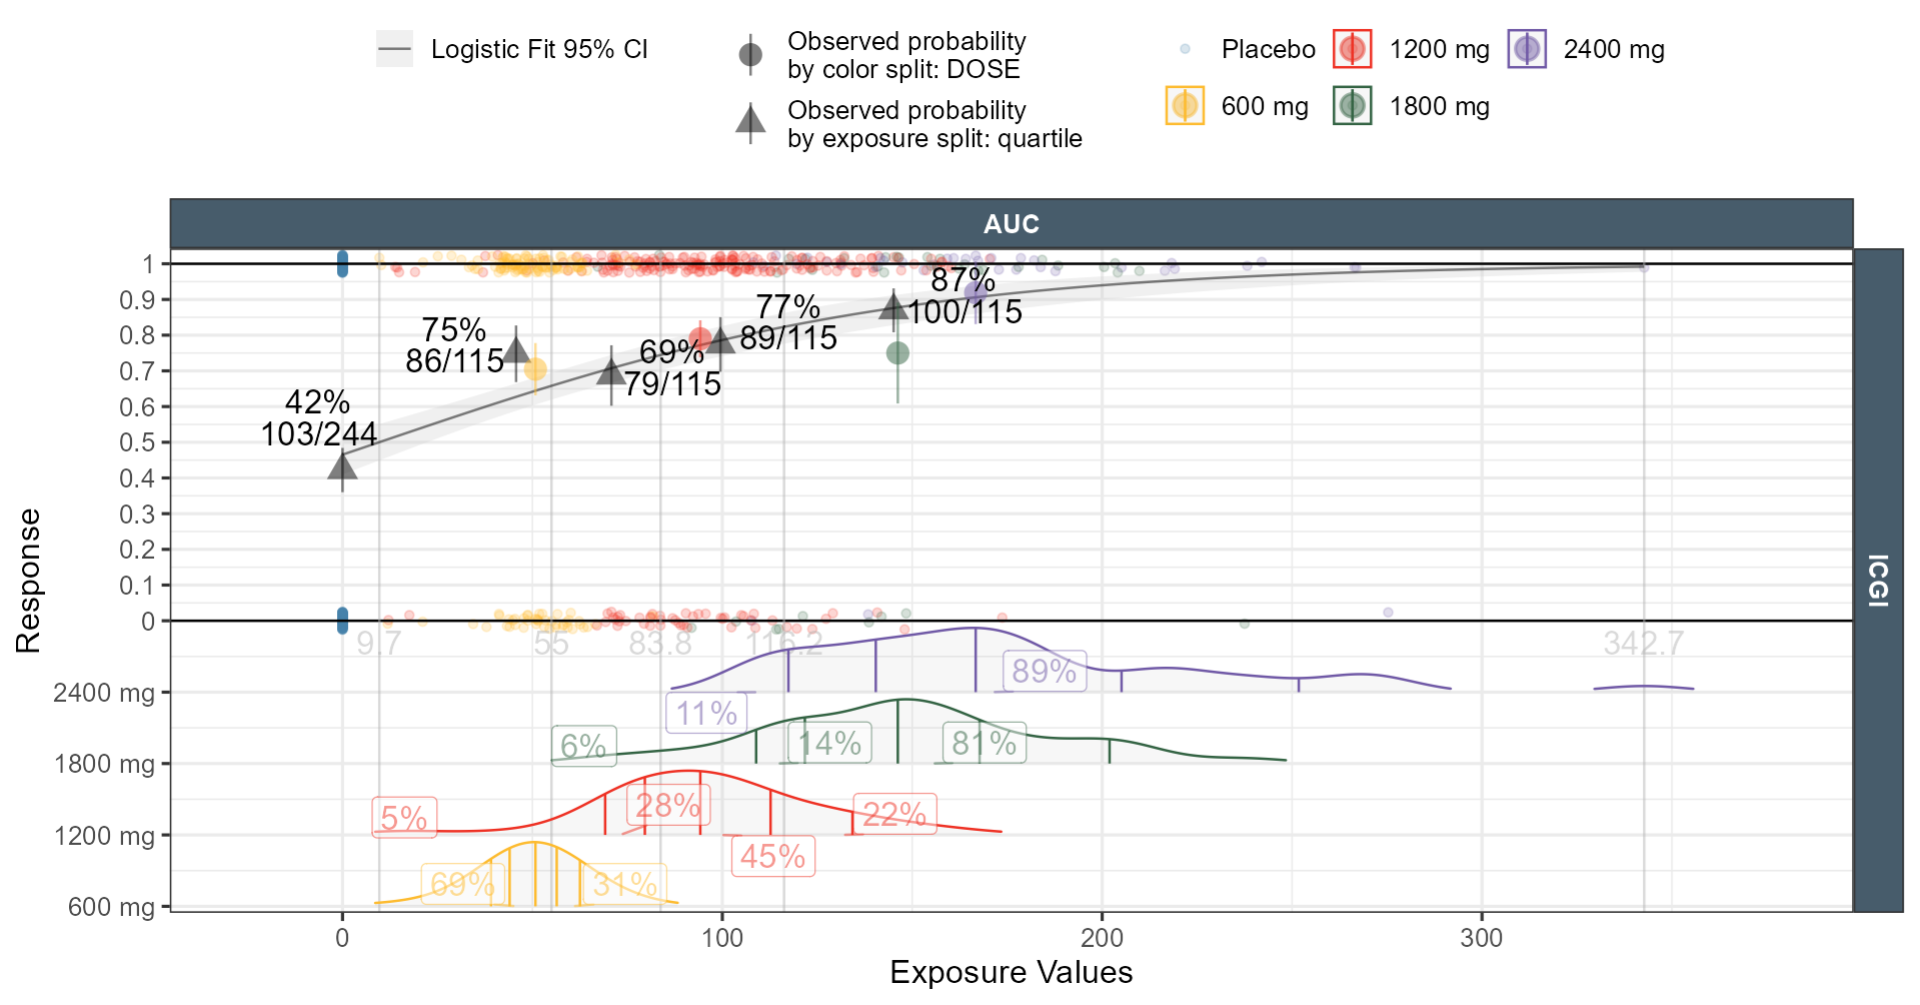 Logistic Fit 95% CI
Observed probability
by color split: DOSE
Observed probability
by exposure split: quartile
Placebo
1200 mg
2400 mg
600 mg
1800 mg
AUC
ICGI
Response
1
0.9
0.8
0.7
0.6
0.5
0.4
0.3
0.2
0.1
0
2400 mg
1800 mg
1200 mg
600 mg
42%
103/244
75%
86/115
69%
79/115
77%
89/115
87%
100/115
9.7
55
83.8
116.2
342.7
89%
11%
6%
14%
81%
5%
28%
22%
45%
69%
31%
0
100
200
300
Exposure Values